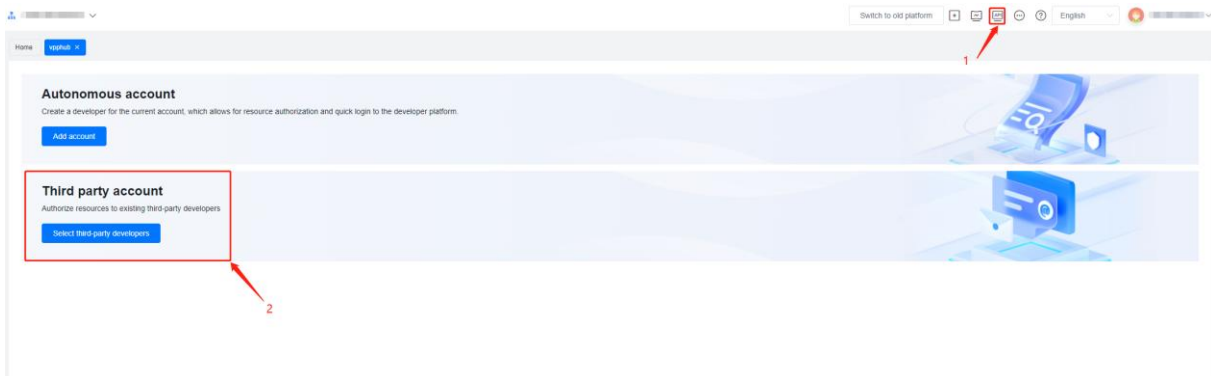 Switch to old platform
API
English
1
Home
vpphub ×
Autonomous account
Create a developer for the current account, which allows for resource authorization and quick login to the developer platform.
Add account
Third party account
Authorize resources to existing third-party developers
Select third-party developers
2